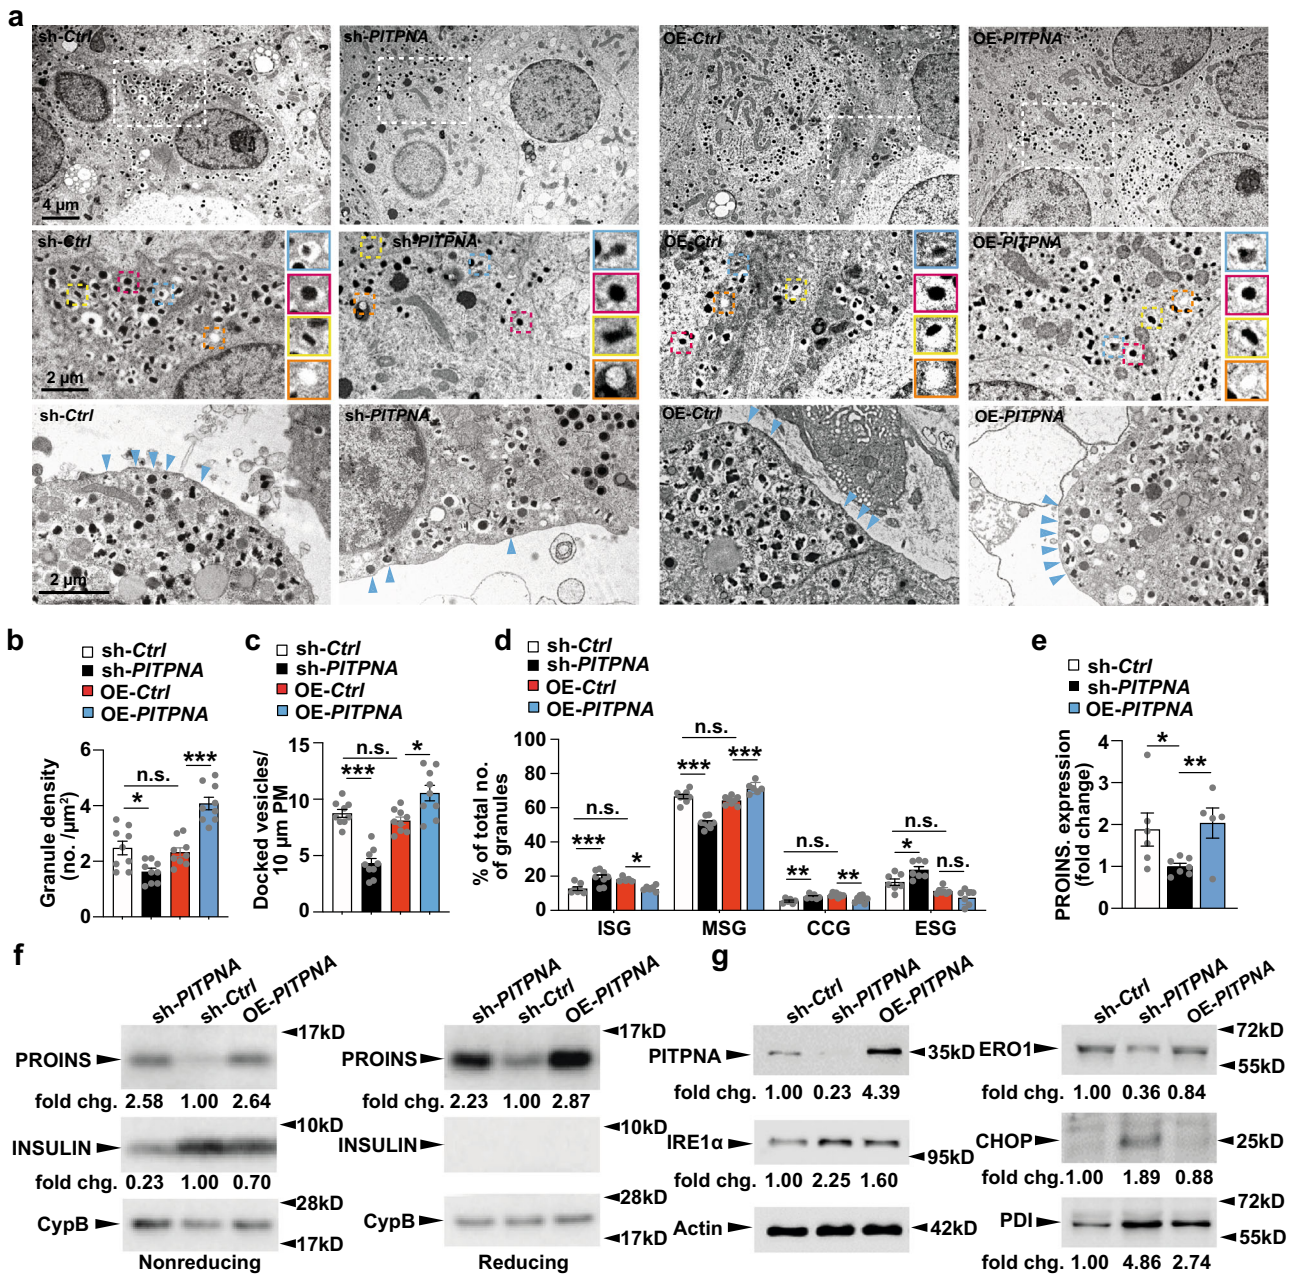 a
sh-Ctrl
sh-PITPNA
OE-Ctrl
OE-PITPNA
4 µm
sh-Ctrl
sh-PITPNA
OE-Ctrl
OE-PITPNA
2 µm
sh-Ctrl
sh-PITPNA
OE-Ctrl
OE-PITPNA
2 µm
b
sh-Ctrl
sh-PITPNA
OE-Ctrl
OE-PITPNA
Granule density
(no. /µm²)
6
4
2
0
n.s.
*
***
c
sh-Ctrl
sh-PITPNA
OE-Ctrl
OE-PITPNA
Docked vesicles/
10 µm PM
15
10
5
0
n.s.
***
*
d
sh-Ctrl
sh-PITPNA
OE-Ctrl
OE-PITPNA
% of total no.
of granules
100
80
60
40
20
0
n.s.
***
*
n.s.
***
***
n.s.
**
**
n.s.
*
n.s.
ISG MSG CCG ESG
e
sh-Ctrl
sh-PITPNA
OE-PITPNA
PROINS. expression
(fold change)
4
3
2
1
0
*
**
f
sh-PITPNA
sh-Ctrl
OE-PITPNA
17kD
PROINS
fold chg. 2.58 1.00 2.64
10kD
INSULIN
fold chg. 0.23 1.00 0.70
28kD
CypB
17kD
Nonreducing
sh-PITPNA
sh-Ctrl
OE-PITPNA
17kD
PROINS
fold chg. 2.23 1.00 2.87
10kD
INSULIN
28kD
CypB
17kD
Reducing
g
sh-Ctrl
sh-PITPNA
OE-PITPNA
PITPNA
35kD
fold chg. 1.00 0.23 4.39
IRE1α
95kD
fold chg. 1.00 2.25 1.60
Actin
42kD
sh-Ctrl
sh-PITPNA
OE-PITPNA
72kD
ERO1
55kD
fold chg. 1.00 0.36 0.84
CHOP
25kD
fold chg. 1.00 1.89 0.88
72kD
PDI
55kD
fold chg. 1.00 4.86 2.74